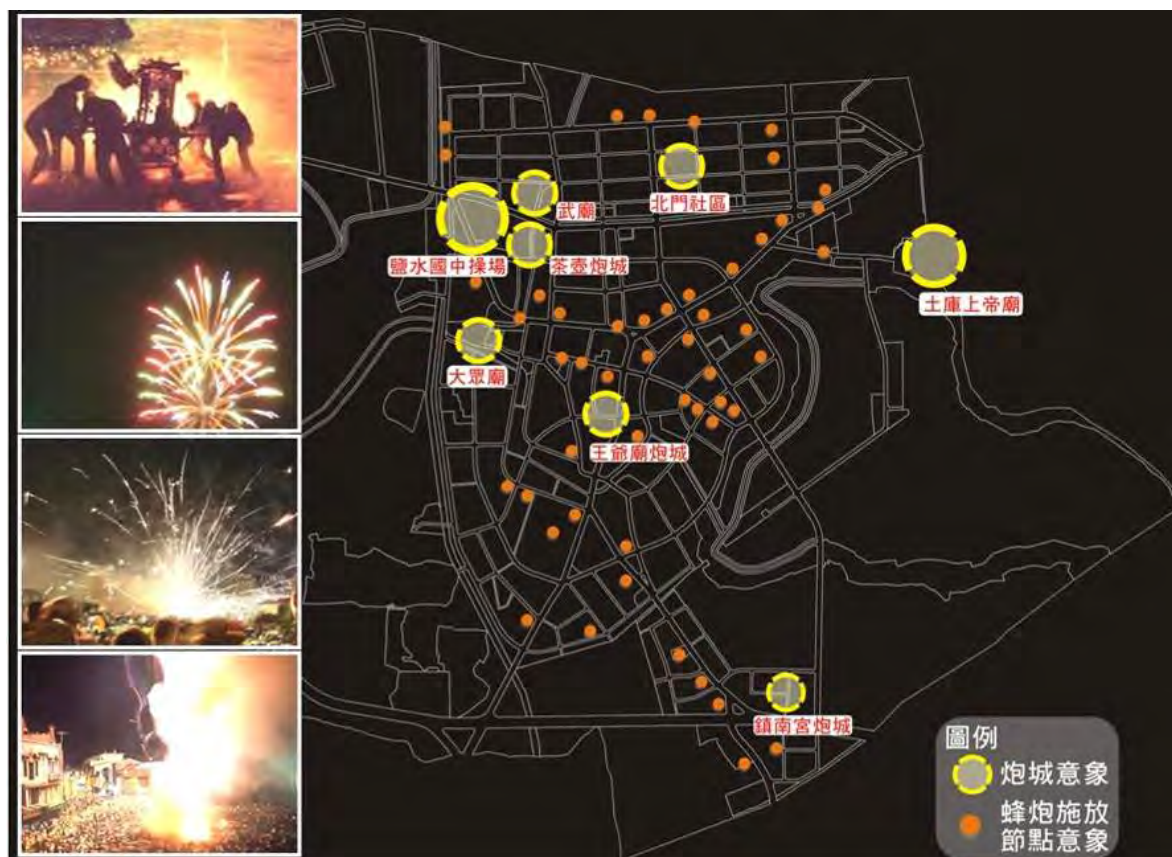 北門社區
武廟
鹽水國中操場
茶壺炮城
土庫上帝廟
大眾廟
王爺廟炮城
鎮南宮炮城
圖例
炮城意象
蜂炮施放
節點意象